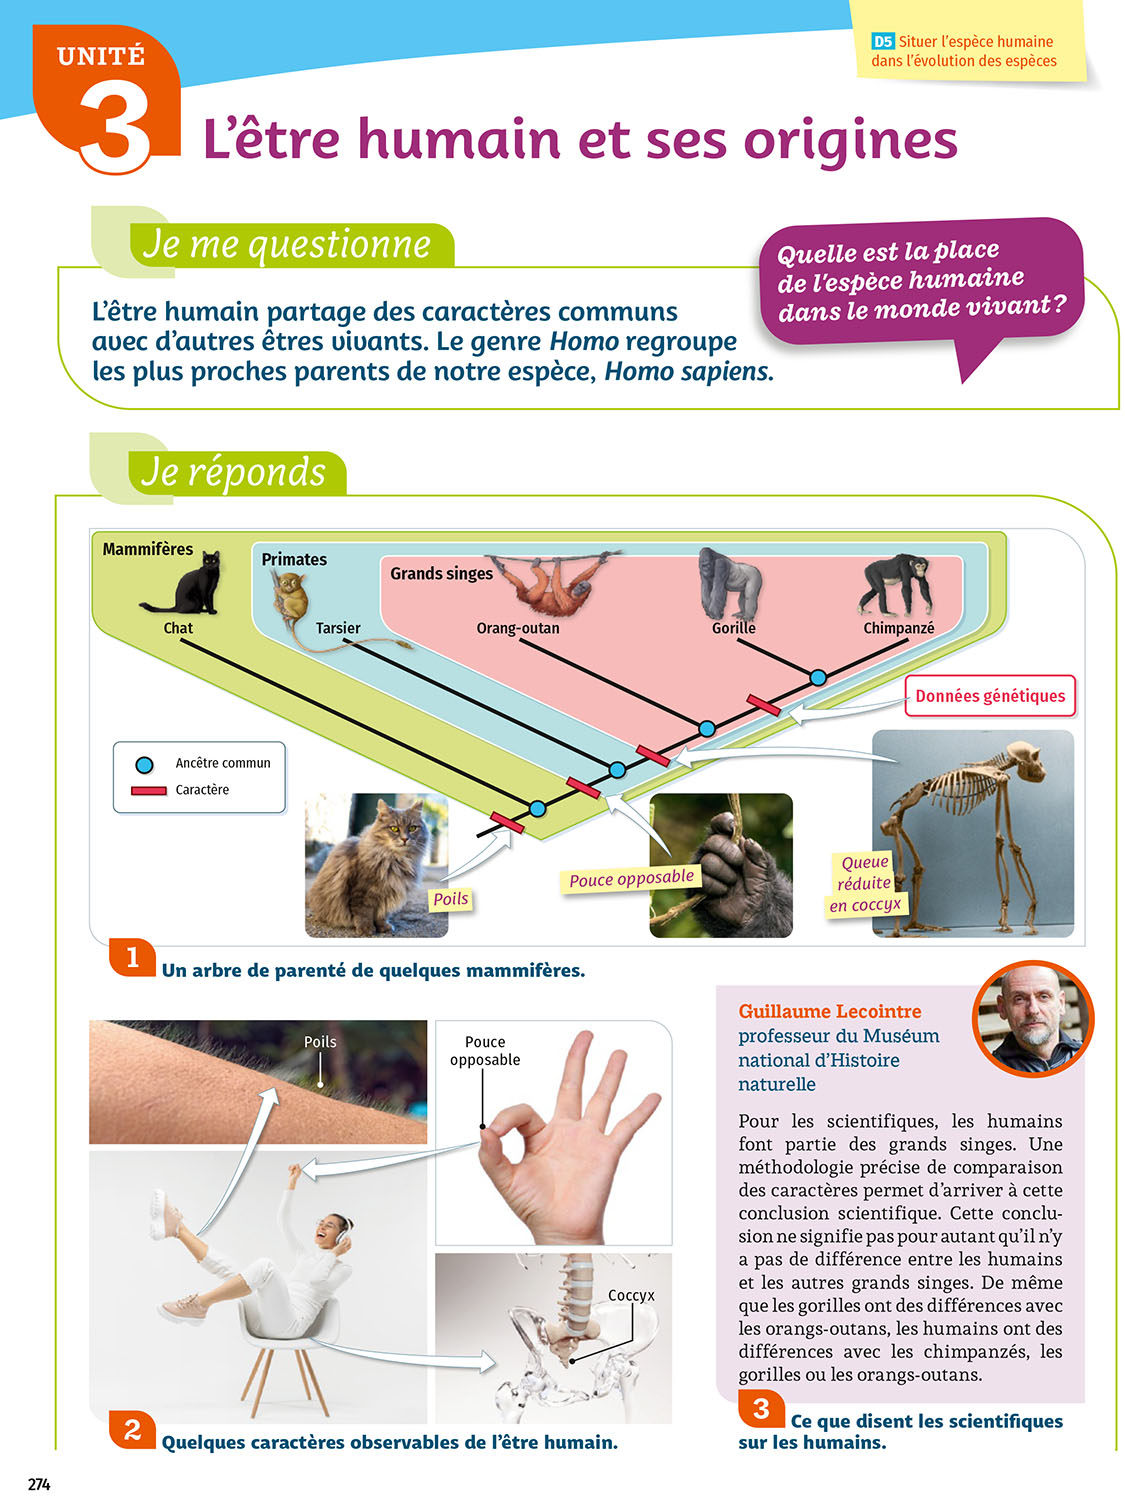 UNITÉ
3
D5 Situer l'espèce humaine
dans l'évolution des espèces
L'être humain et ses origines
Je me questionne
Quelle est la place
de l'espèce humaine
dans le monde vivant ?
L'être humain partage des caractères communs
avec d'autres êtres vivants. Le genre Homo regroupe
les plus proches parents de notre espèce, Homo sapiens.
Je réponds
Mammifères
Primates
Grands singes
Chat
Tarsier
Orang-outan
Gorille
Chimpanzé
Données génétiques
Ancêtre commun
Caractère
Poils
Pouce opposable
Queue
réduite
en coccyx
1 Un arbre de parenté de quelques mammifères.
Poils
Pouce
opposable
Coccyx
2 Quelques caractères observables de l'être humain.
Guillaume Lecointre
professeur du Muséum
national d'Histoire
naturelle
Pour les scientifiques, les humains
font partie des grands singes. Une
méthodologie précise de comparaison
des caractères permet d'arriver à cette
conclusion scientifique. Cette conclu-
sion ne signifie pas pour autant qu'il n'y
a pas de différence entre les humains
et les autres grands singes. De même
que les gorilles ont des différences avec
les orangs-outans, les humains ont des
différences avec les chimpanzés, les
gorilles ou les orangs-outans.
3 Ce que disent les scientifiques
sur les humains.
274